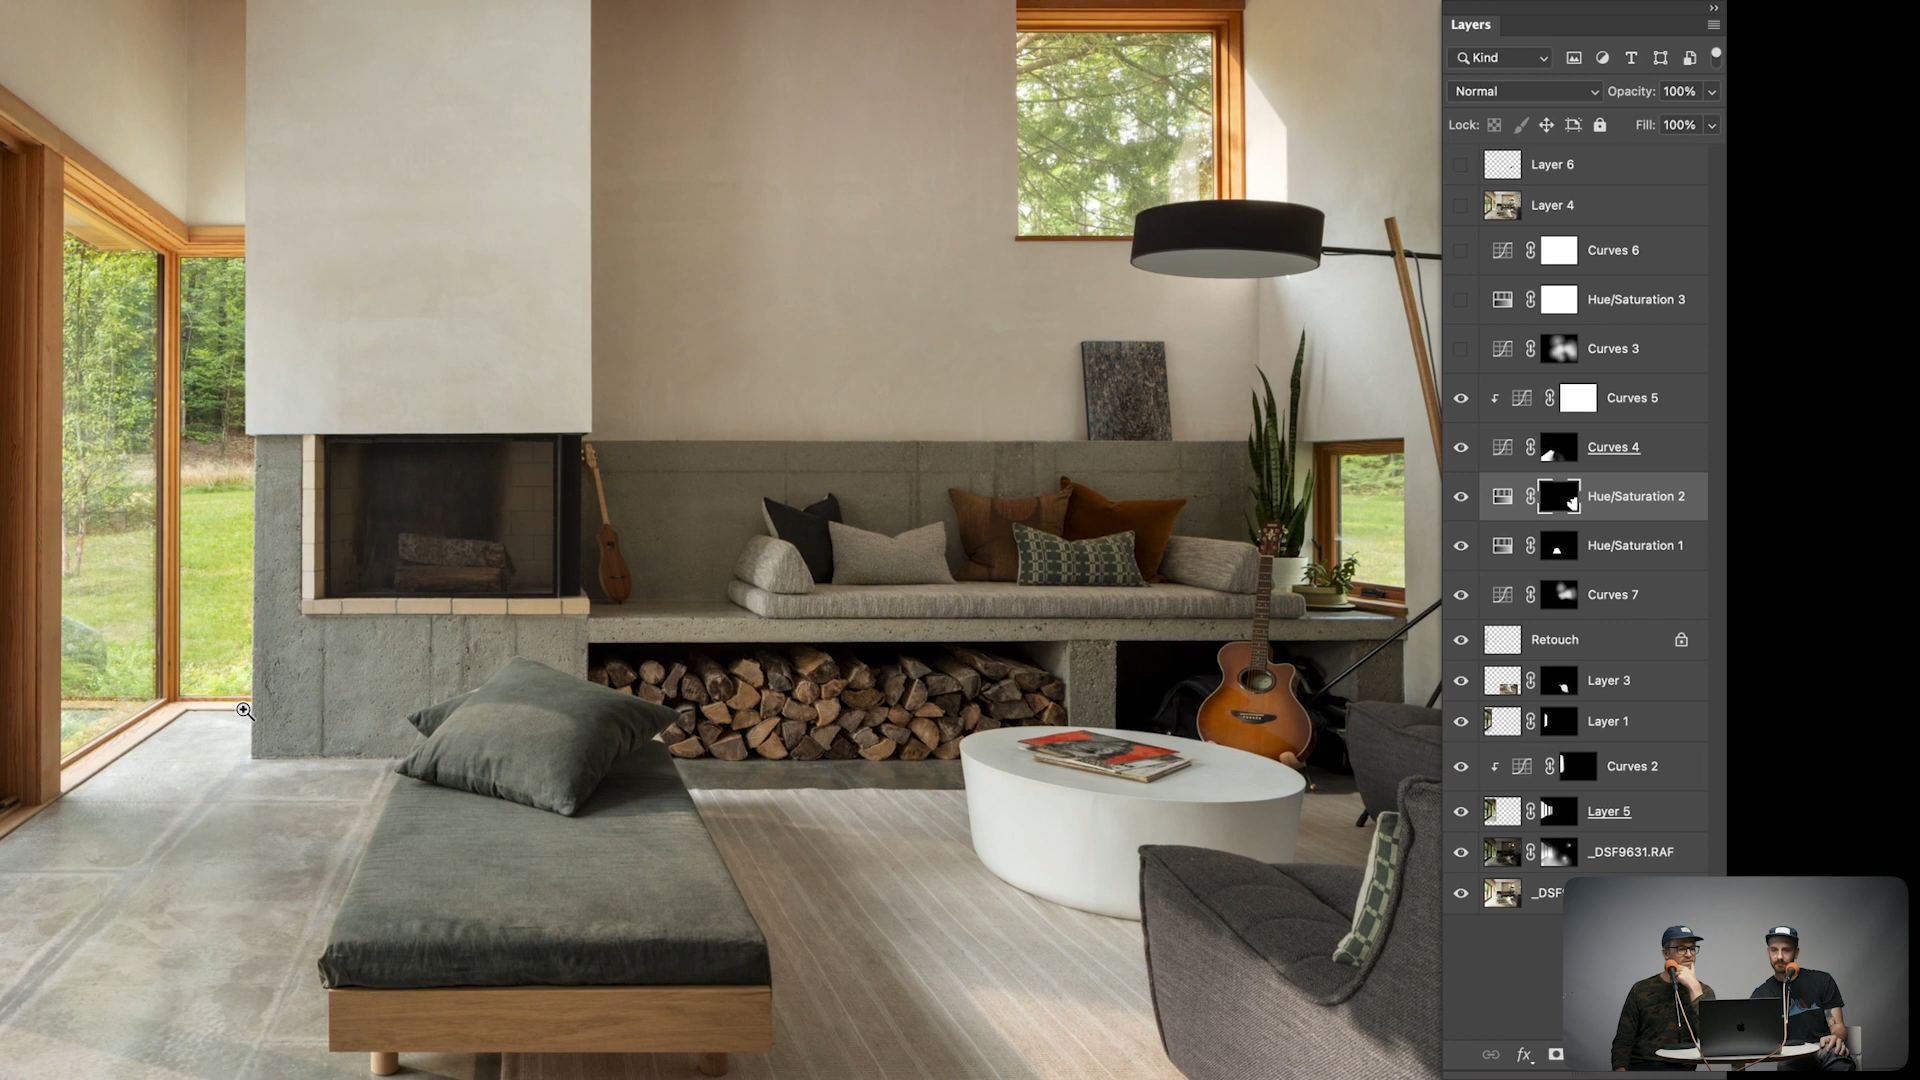 Layers
Kind
Normal
Opacity: 100%
Lock:
Fill: 100%
Layer 6
Layer 4
Curves 6
Hue/Saturation 3
Curves 3
Curves 5
Curves 4
Hue/Saturation 2
Hue/Saturation 1
Curves 7
Retouch
Layer 3
Layer 1
Curves 2
Layer 5
_DSF9631.RAF
_DSF
fx